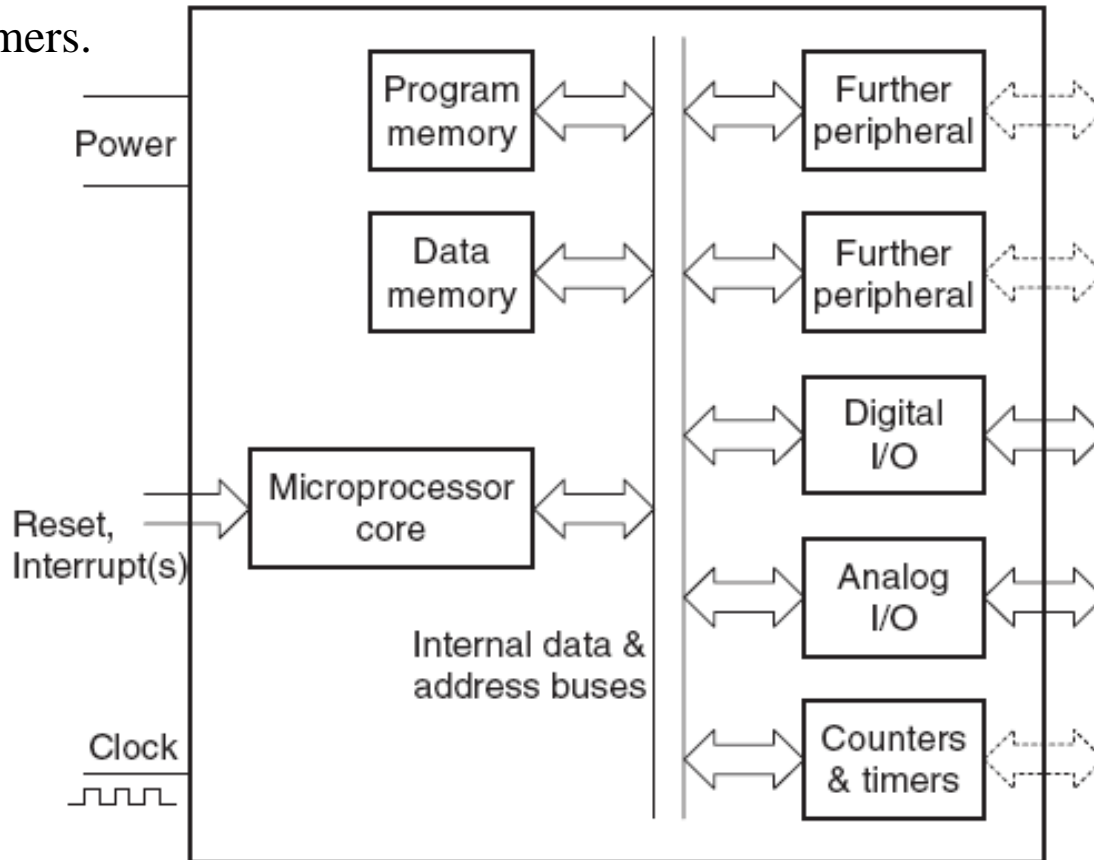 mers.
Power
Program
memory
Further
peripheral
Data
memory
Further
peripheral
Digital
I/O
Microprocessor
core
Reset,
Interrupt(s)
Analog
I/O
Internal data &
address buses
Clock
Counters
& timers